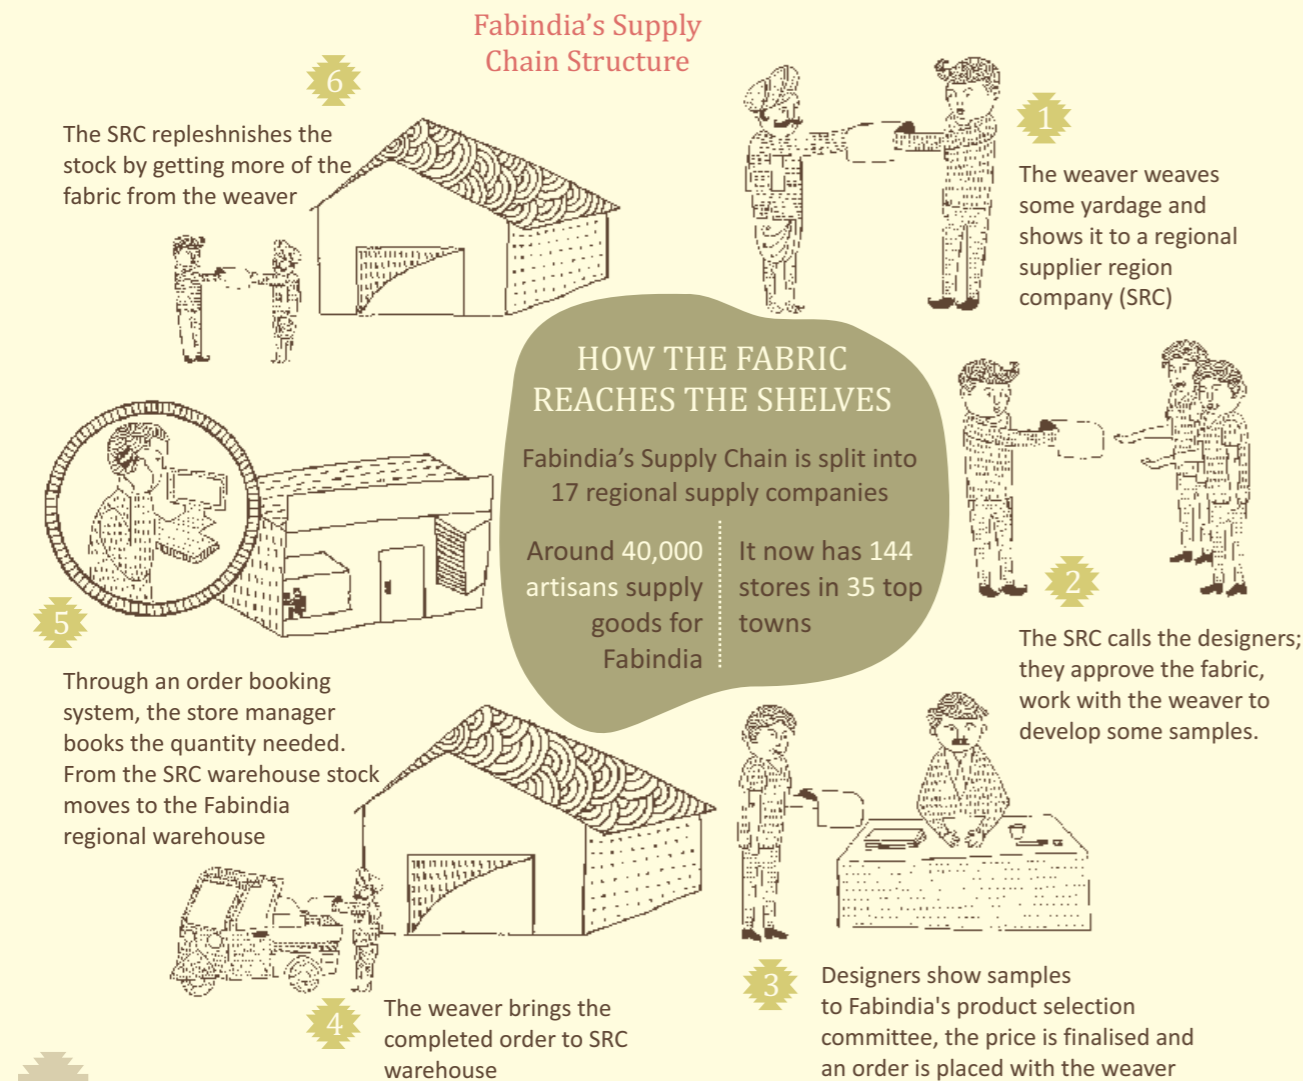 Fabindia's Supply
Chain Structure
1
The weaver weaves
some yardage and
shows it to a regional
supplier region
company (SRC)
2
The SRC calls the designers;
they approve the fabric,
work with the weaver to
develop some samples.
3
Designers show samples
to Fabindia's product selection
committee, the price is finalised and
an order is placed with the weaver
4
The weaver brings the
completed order to SRC
warehouse
5
Through an order booking
system, the store manager
books the quantity needed.
From the SRC warehouse stock
moves to the Fabindia
regional warehouse
6
The SRC repleshnishes the
stock by getting more of the
fabric from the weaver
HOW THE FABRIC
REACHES THE SHELVES
Fabindia's Supply Chain is split into
17 regional supply companies
Around 40,000
artisans supply
goods for
Fabindia
It now has 144
stores in 35 top
towns